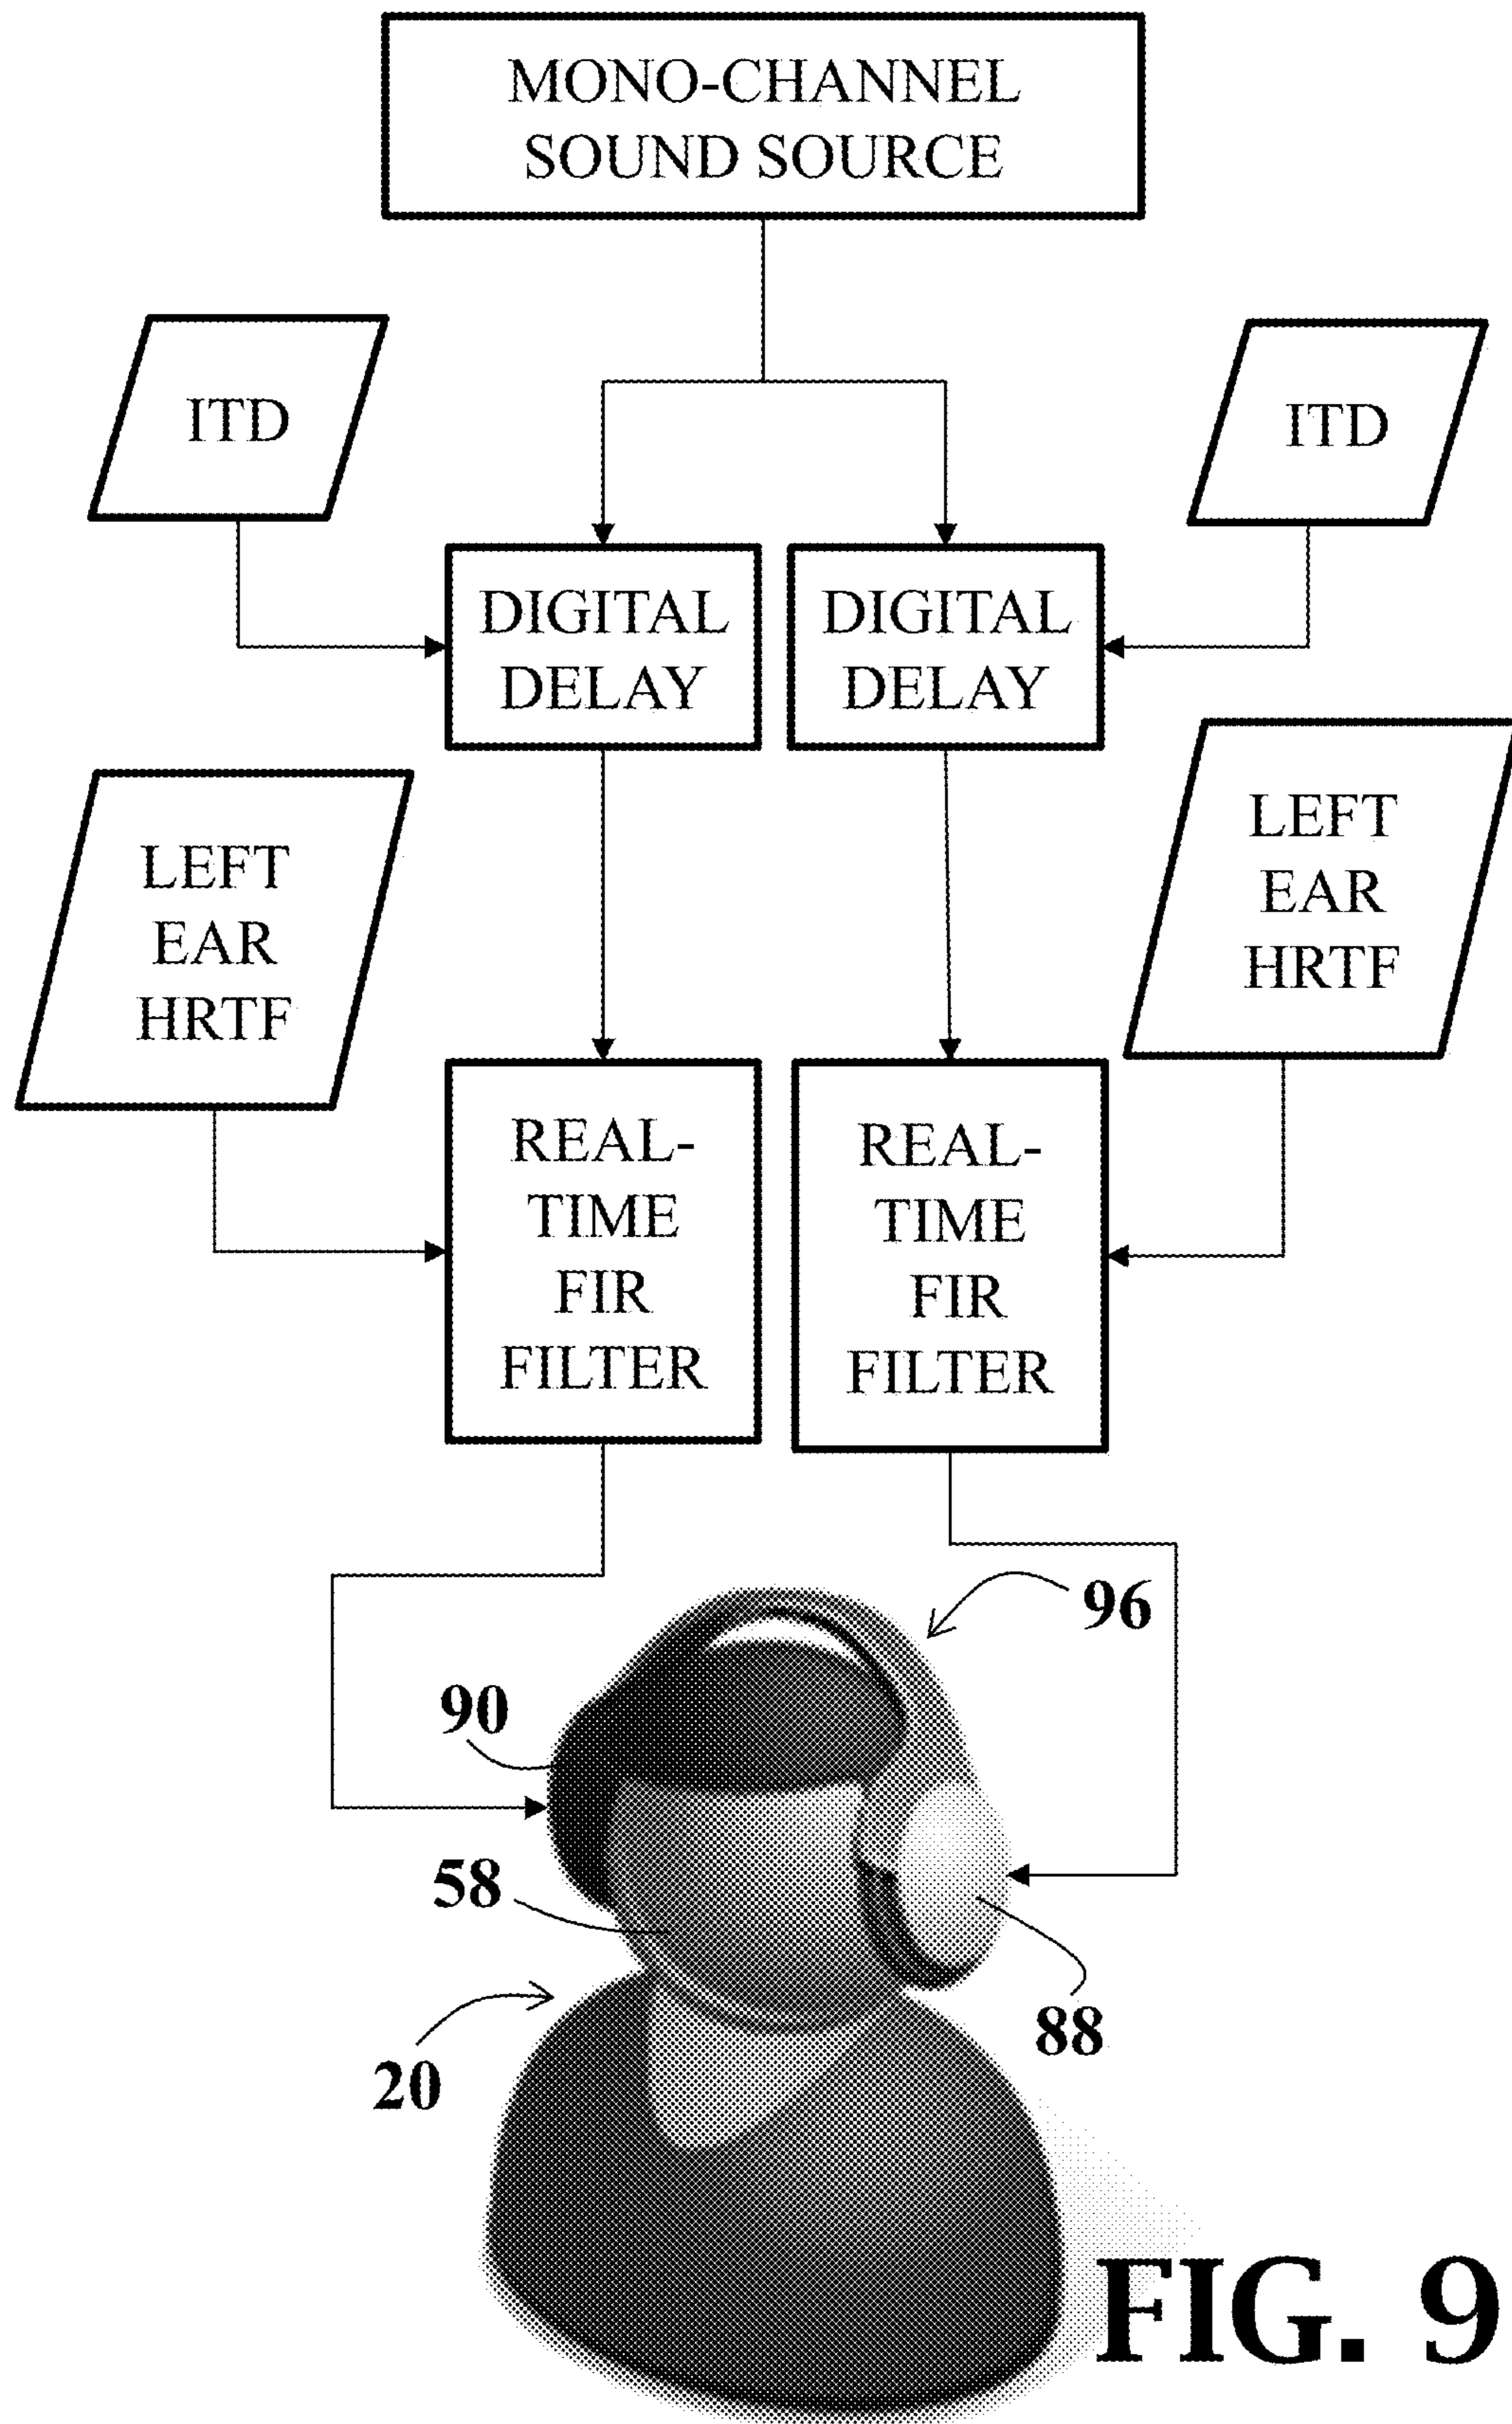 MONO-CHANNEL
SOUND SOURCE
ITD
ITD
DIGITAL
DELAY
DIGITAL
DELAY
LEFT
EAR
HRTF
LEFT
EAR
HRTF
REAL-
TIME
FIR
FILTER
REAL-
TIME
FIR
FILTER
96
90
58
88
20
FIG. 9